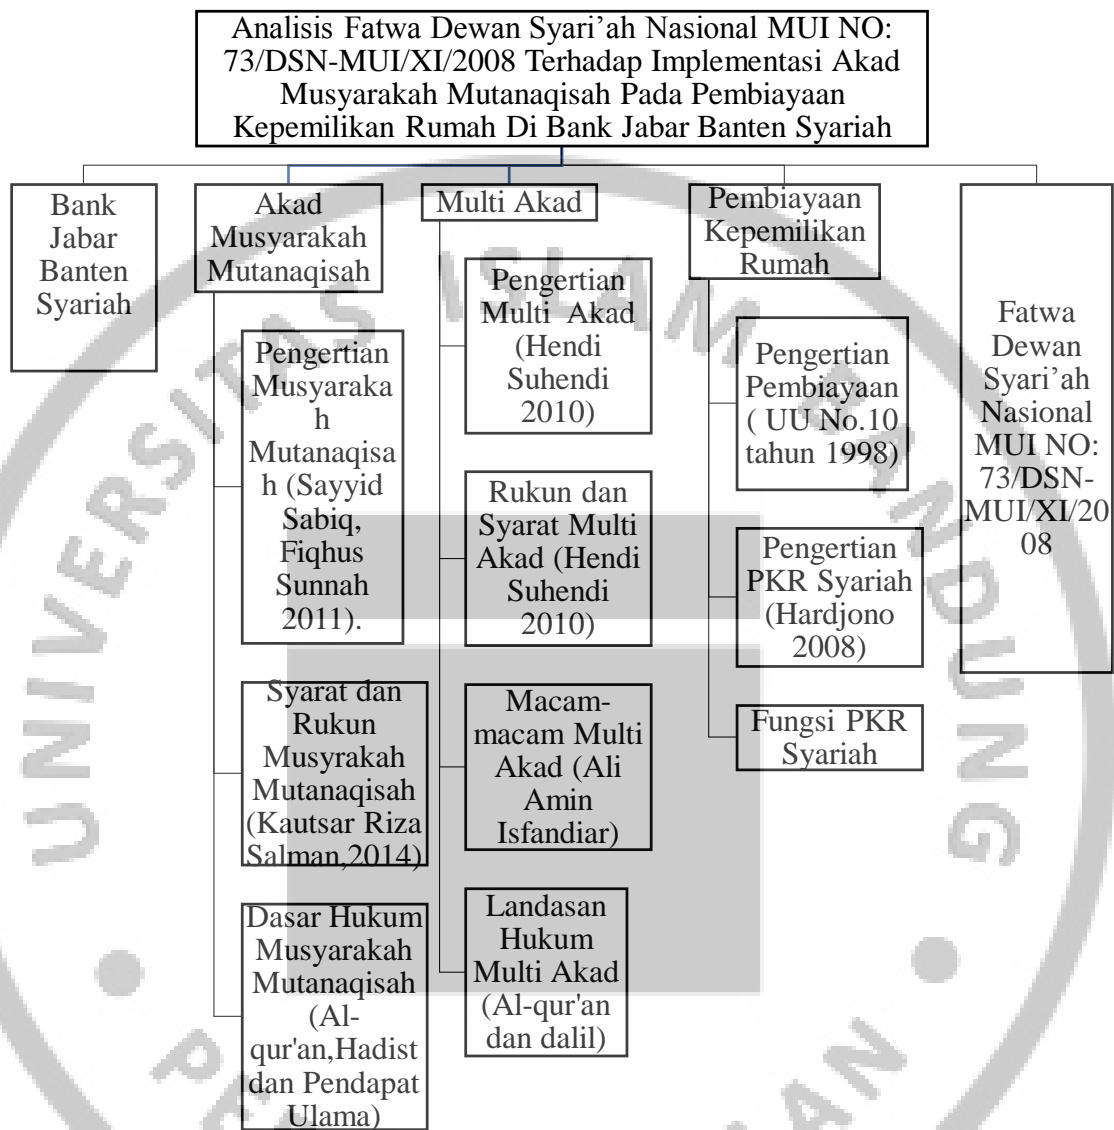 Analisis Fatwa Dewan Syari’ah Nasional MUI NO:
73/DSN-MUI/XI/2008 Terhadap Implementasi Akad
Musyarakah Mutanaqisah Pada Pembiayaan
Kepemilikan Rumah Di Bank Jabar Banten Syariah
Bank
Jabar
Banten
Syariah
Akad
Musyarakah
Mutanaqisah
Pengertian
Musyaraka
h
Mutanaqisa
h (Sayyid
Sabiq,
Fiqhus
Sunnah
2011).
Syarat dan
Rukun
Musyrakah
Mutanaqisah
(Kautsar Riza
Salman,2014)
Dasar Hukum
Musyarakah
Mutanaqisah
(Al-
qur'an,Hadist
dan Pendapat
Ulama)
Multi Akad
Pengertian
Multi Akad
(Hendi
Suhendi
2010)
Rukun dan
Syarat Multi
Akad (Hendi
Suhendi
2010)
Macam-
macam Multi
Akad (Ali
Amin
Isfandiar)
Landasan
Hukum
Multi Akad
(Al-qur'an
dan dalil)
Pembiayaan
Kepemilikan
Rumah
Pengertian
Pembiayaan
( UU No.10
tahun 1998)
Pengertian
PKR Syariah
(Hardjono
2008)
Fungsi PKR
Syariah
Fatwa
Dewan
Syari’ah
Nasional
MUI NO:
73/DSN-
MUI/XI/20
08
UNIVERSITAS ISLAM BANDUNG